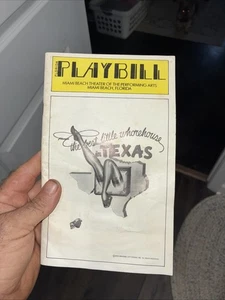 PLAYBILL
MIAMI BEACH THEATER OF THE PERFORMING ARTS
MIAMI BEACH, FLORIDA
The best little whorehouse
in TEXAS